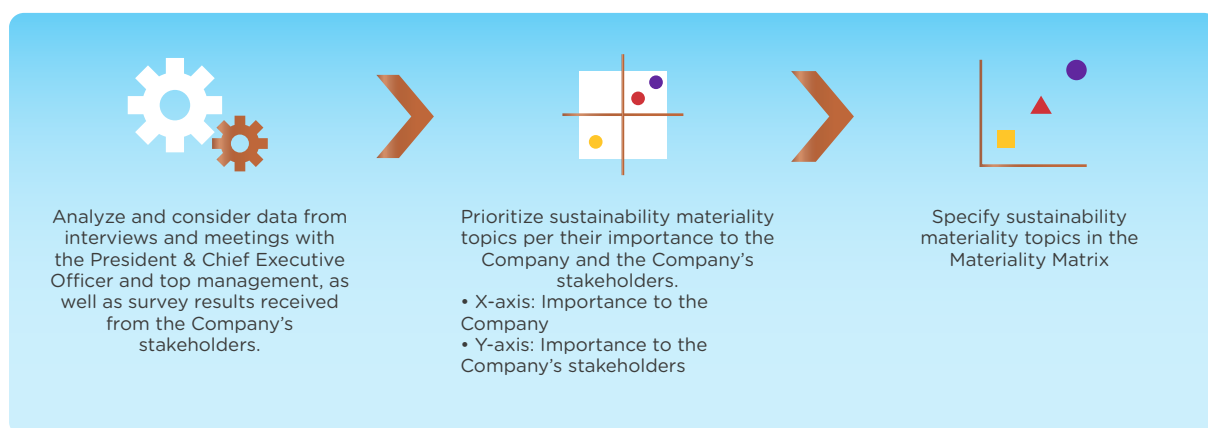 Analyze and consider data from
interviews and meetings with
the President & Chief Executive
Officer and top management, as
well as survey results received
from the Company’s
stakeholders.
Prioritize sustainability materiality
topics per their importance to the
Company and the Company’s
stakeholders.
• X-axis: Importance to the
Company
• Y-axis: Importance to the
Company’s stakeholders
Specify sustainability
materiality topics in the
Materiality Matrix